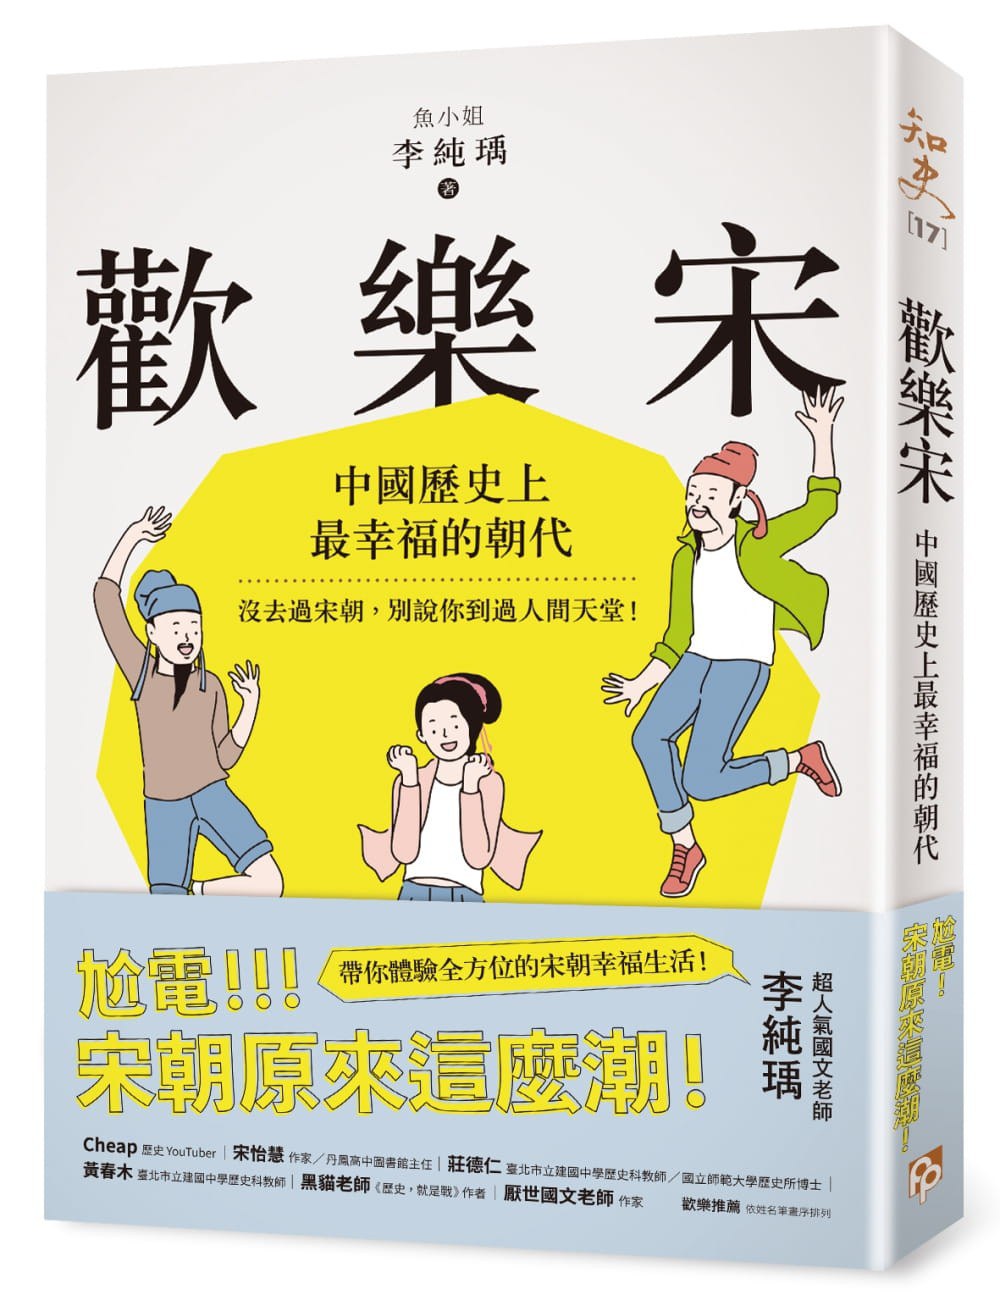 魚小姐
李純瑀
著
歡樂宋
中國歷史上
最幸福的朝代
沒去過宋朝，別說你到過人間天堂！
尬電！！！
帶你體驗全方位的宋朝幸福生活！
宋朝原來這麼潮！
超人氣國文老師
李純瑀
Cheap 歷史 YouTuber｜宋怡慧 作家／丹鳳高中圖書館主任｜莊德仁 臺北市立建國中學歷史科教師／國立師範大學歷史所博士｜
黃春木 臺北市立建國中學歷史科教師｜黑貓老師《歷史，就是戰》作者｜厭世國文老師 作家 歡樂推薦 依姓名筆畫序排列
知史
[17]
歡樂宋
中國歷史上最幸福的朝代
尬電！
宋朝原來這麼潮！